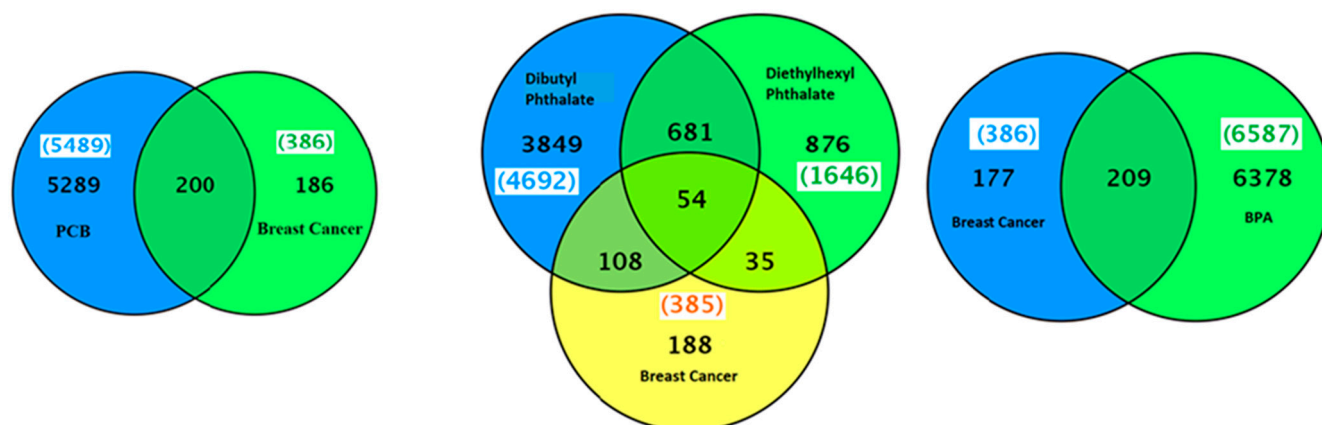 (5489)
5289
PCB
200
(386)
186
Breast Cancer
Dibutyl
Phthalate
3849
(4692)
681
Diethylhexyl
Phthalate
876
(1646)
54
108
35
(385)
188
Breast Cancer
(386)
177
Breast Cancer
209
(6587)
6378
BPA